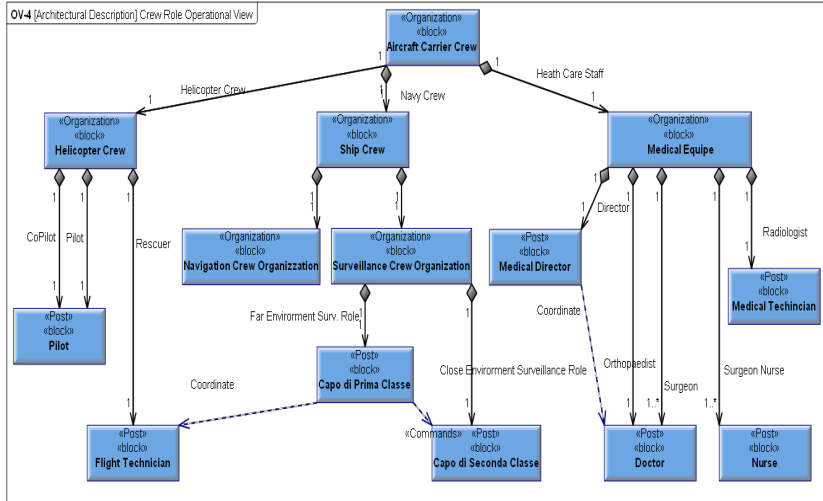 OV-4 [Architectural Description] Crew Role Operational View
«Organization»
«block»
Aircraft Carrier Crew
1
1
1
1
Helicopter Crew
Navy Crew
Heath Care Staff
1
1
1
«Organization»
«block»
Helicopter Crew
«Organization»
«block»
Ship Crew
«Organization»
«block»
Medical Equipe
1
1
1
1
1
1
1
1
1
1
CoPilot
Pilot
Rescuer
1
1
1
Director
Radiologist
1
«Organization»
«block»
Navigation Crew Organizzation
«Organization»
«block»
Surveillance Crew Organization
«Post»
«block»
Medical Director
«Post»
«block»
Medical Techincian
1
1
1
1
«Post»
«block»
Pilot
Far Enviorment Surv. Role
1
1
Coordinate
«Post»
«block»
Capo di Prima Classe
Coordinate
Close Envirorment Surveillance Role
Orthopaedist
Surgeon
Surgeon Nurse
1
1
1
1..*
1..*
«Commands»
«Post»
«block»
Flight Technician
«Post»
«block»
Capo di Seconda Classe
«Post»
«block»
Doctor
«Post»
«block»
Nurse